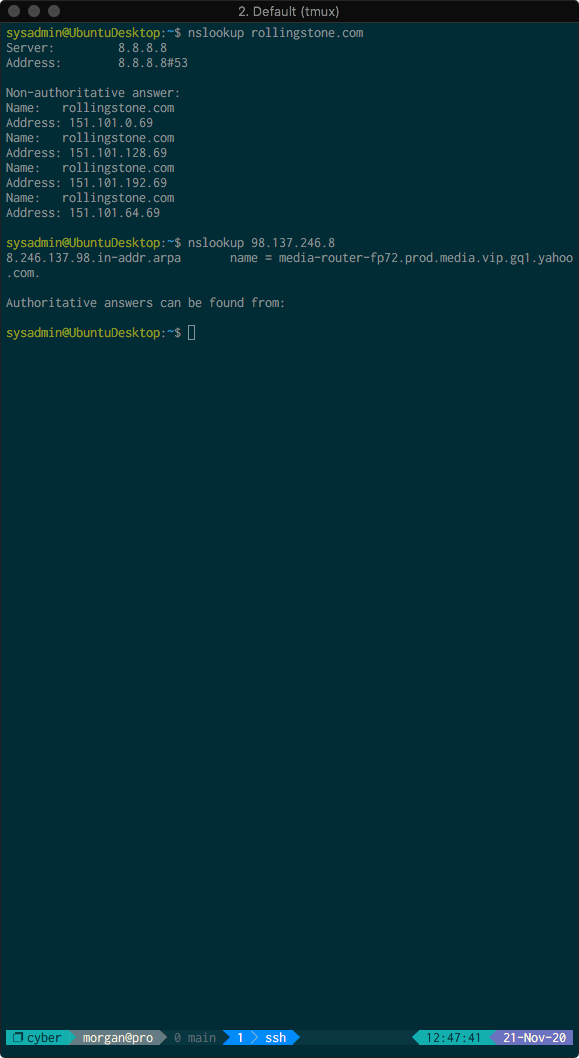 2. Default (tmux)
sysadmin@UbuntuDesktop:~$ nslookup rollingstone.com
Server:         8.8.8.8
Address:        8.8.8.8#53
Non-authoritative answer:
Name:   rollingstone.com
Address: 151.101.0.69
Name:   rollingstone.com
Address: 151.101.128.69
Name:   rollingstone.com
Address: 151.101.192.69
Name:   rollingstone.com
Address: 151.101.64.69
sysadmin@UbuntuDesktop:~$ nslookup 98.137.246.8
8.246.137.98.in-addr.arpa       name = media-router-fp72.prod.media.vip.gq1.yahoo
.com.
Authoritative answers can be found from:
sysadmin@UbuntuDesktop:~$
cyber morgan@pro 0 main 1 ssh 12:47:41 21-Nov-20